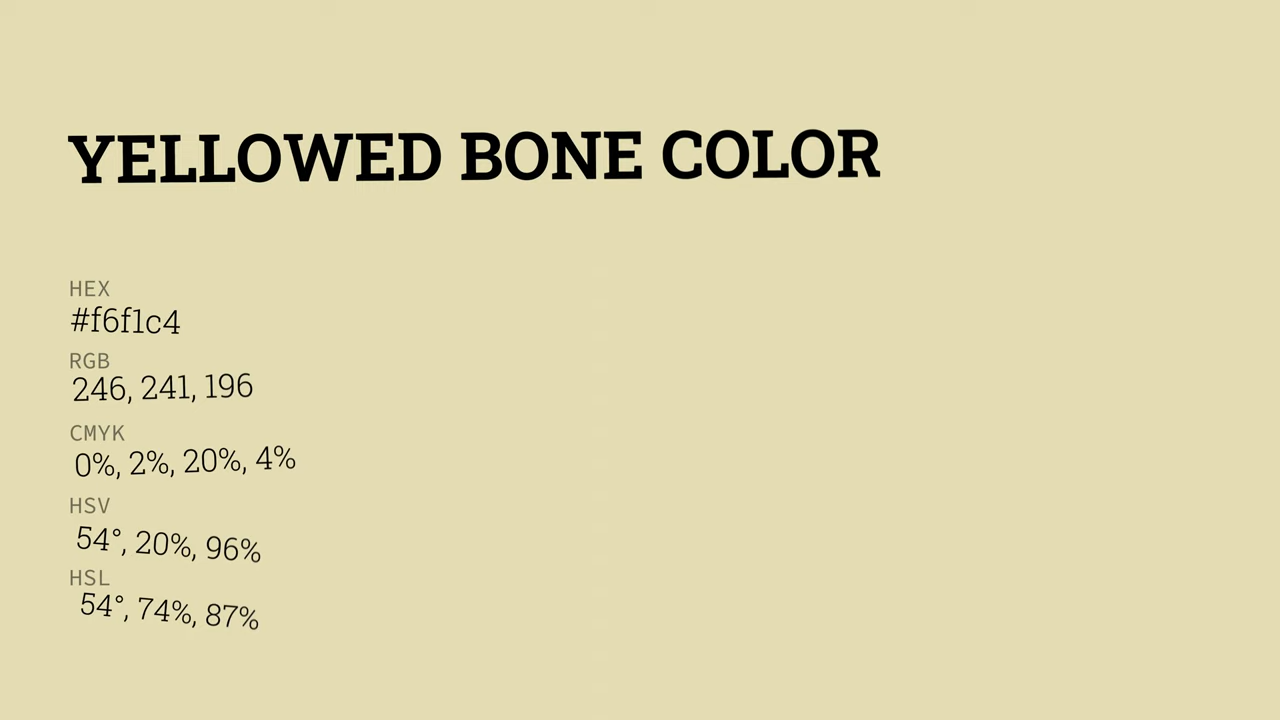 YELLOWED BONE COLOR
HEX
#f6f1c4
RGB
246, 241, 196
CMYK
0%, 2%, 20%, 4%
HSV
54°, 20%, 96%
HSL
54°, 74%, 87%